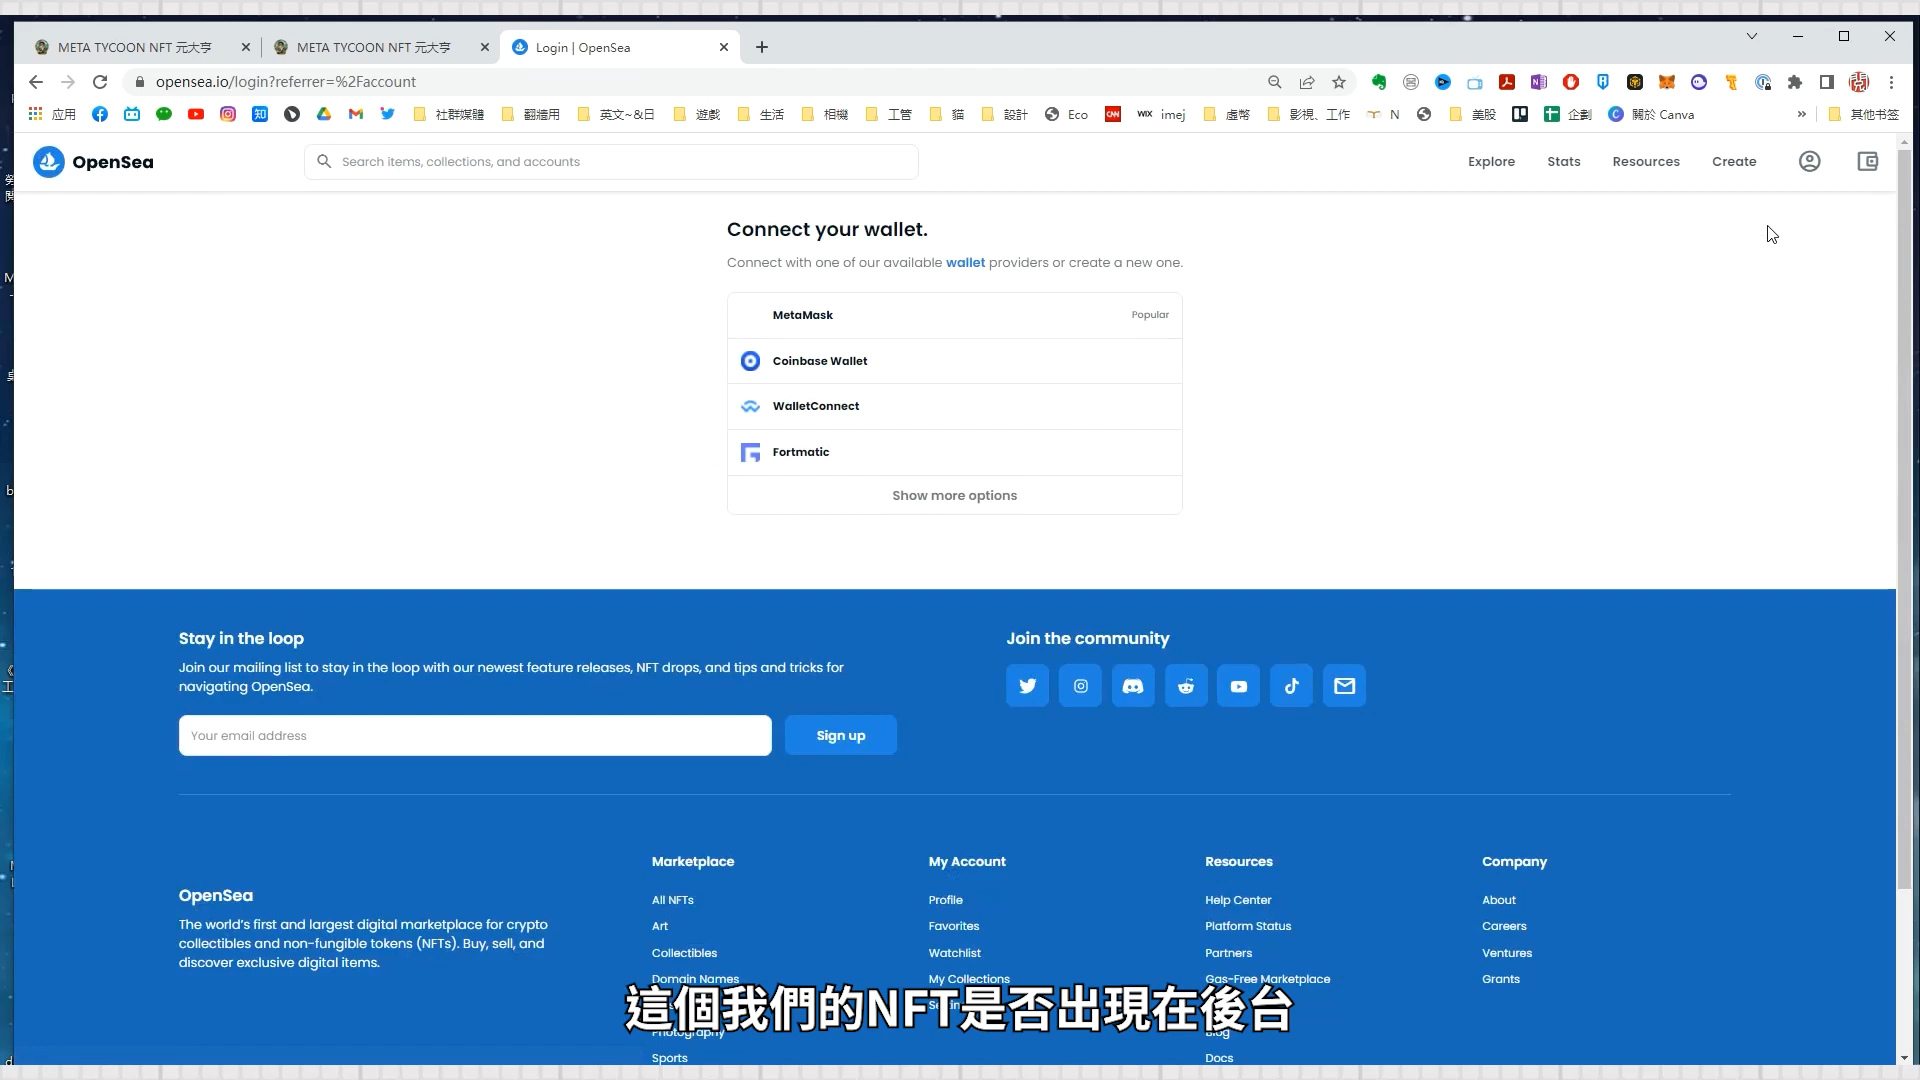 META TYCOON NFT 元大亨
META TYCOON NFT 元大亨
Login | OpenSea
opensea.io/login?referrer=%2Faccount
应用
知
社群媒體
翻牆用
英文~&日
遊戲
生活
相機
工管
貓
設計
Eco
CNN
WIX imej
虛幣
影視、工作
N
美股
企劃
關於 Canva
其他书签
OpenSea
Search items, collections, and accounts
Explore
Stats
Resources
Create
Connect your wallet.
Connect with one of our available wallet providers or create a new one.
MetaMask
Popular
Coinbase Wallet
WalletConnect
Fortmatic
Show more options
Stay in the loop
Join our mailing list to stay in the loop with our newest feature releases, NFT drops, and tips and tricks for
navigating OpenSea.
Your email address
Sign up
Join the community
OpenSea
The world's first and largest digital marketplace for crypto
collectibles and non-fungible tokens (NFTs). Buy, sell, and
discover exclusive digital items.
Marketplace
All NFTs
Art
Collectibles
Domain Names
Photography
Sports
My Account
Profile
Favorites
Watchlist
My Collections
Resources
Help Center
Platform Status
Partners
Gas-Free Marketplace
Blog
Docs
Company
About
Careers
Ventures
Grants
這個我們的NFT是否出現在後台